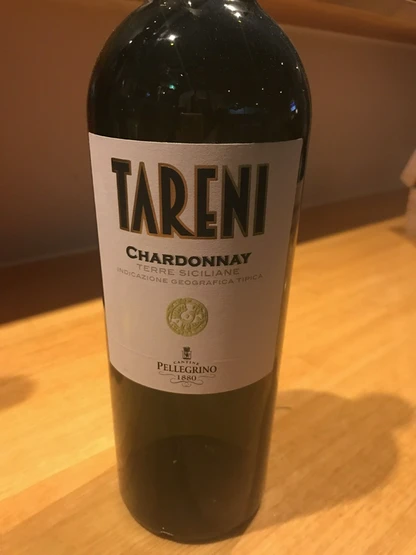 TARENI
CHARDONNAY
TERRE SICILIANE
INDICAZIONE GEOGRAFICA TIPICA
CANTINE
PELLEGRINO
1880